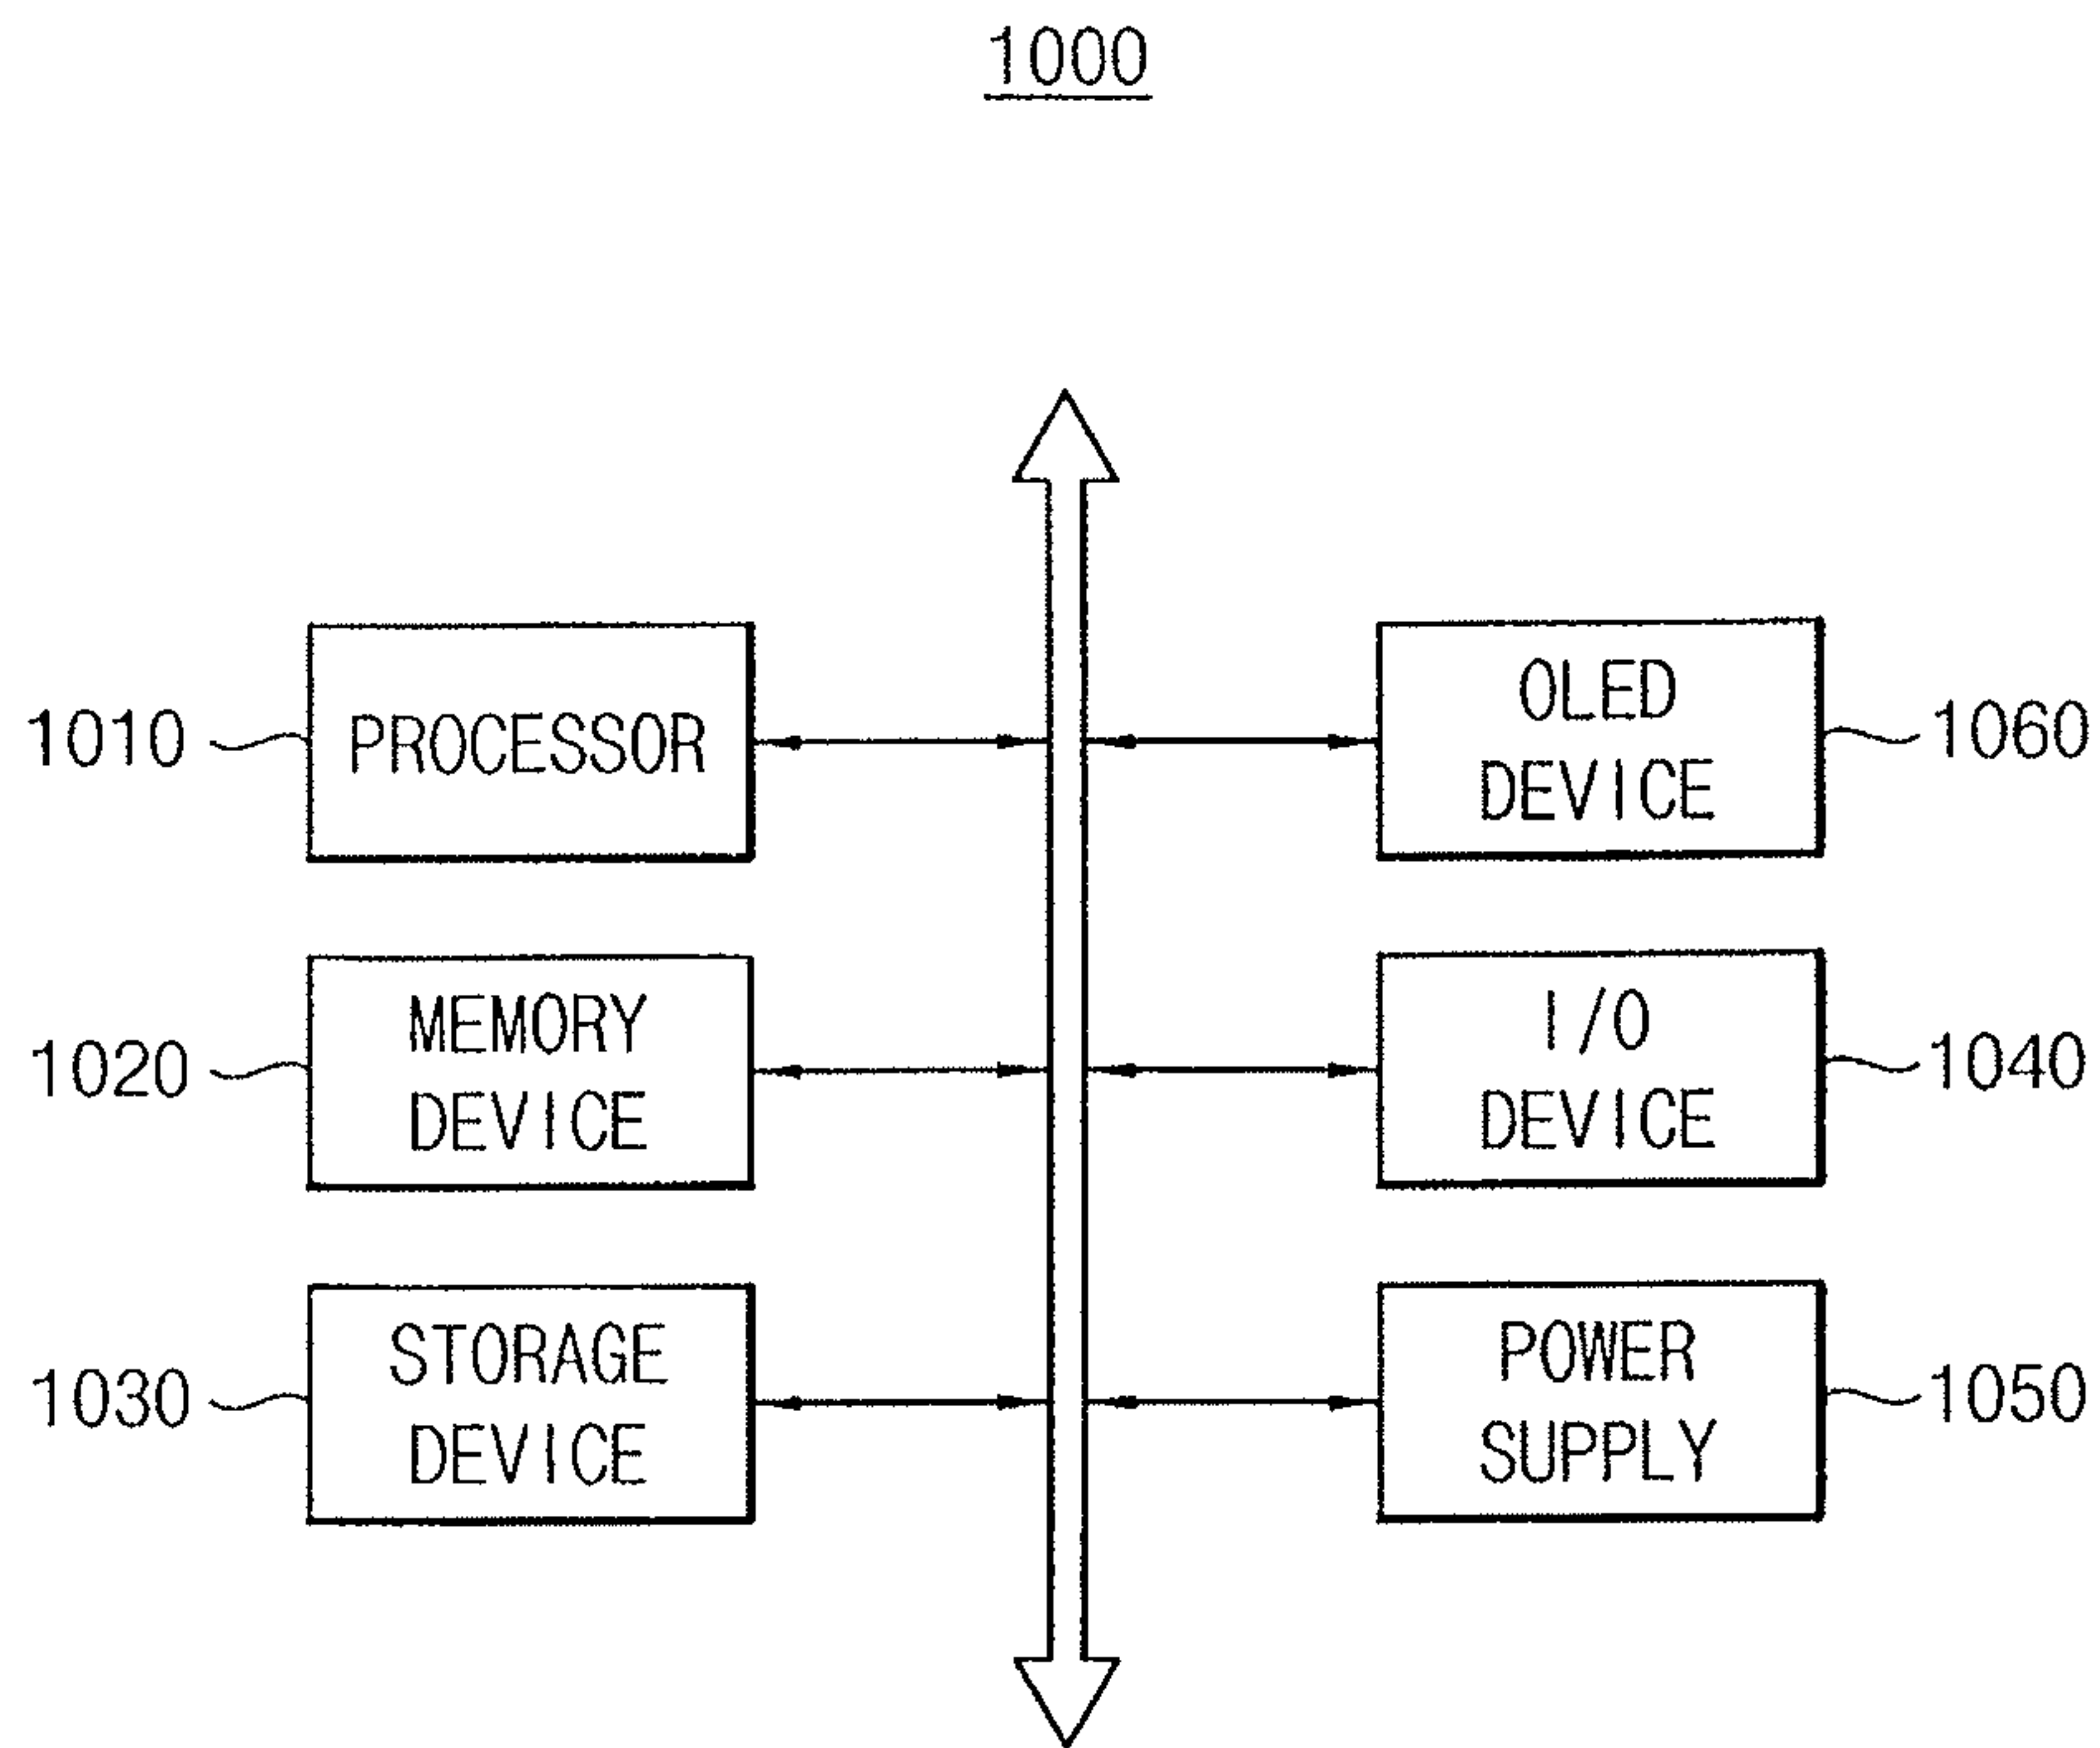 1000
1010
PROCESSOR
OLED
DEVICE
1060
1020
MEMORY
DEVICE
I/O
DEVICE
1040
1030
STORAGE
DEVICE
POWER
SUPPLY
1050